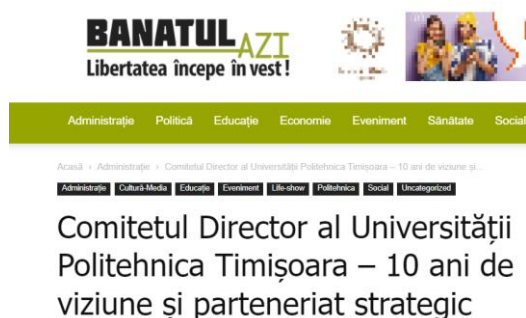 BANATUL
AZI
Libertatea începe în vest!
Administrație Politică Educație Economie Eveniment Sănătate Social
Acasă › Administrație › Comitetul Director al Universității Politehnica Timișoara – 10 ani de viziune și...
Administrație Cultură-Media Educație Eveniment Life-show Politehnica Social Uncategorized
Comitetul Director al Universității
Politehnica Timișoara – 10 ani de
viziune și parteneriat strategic